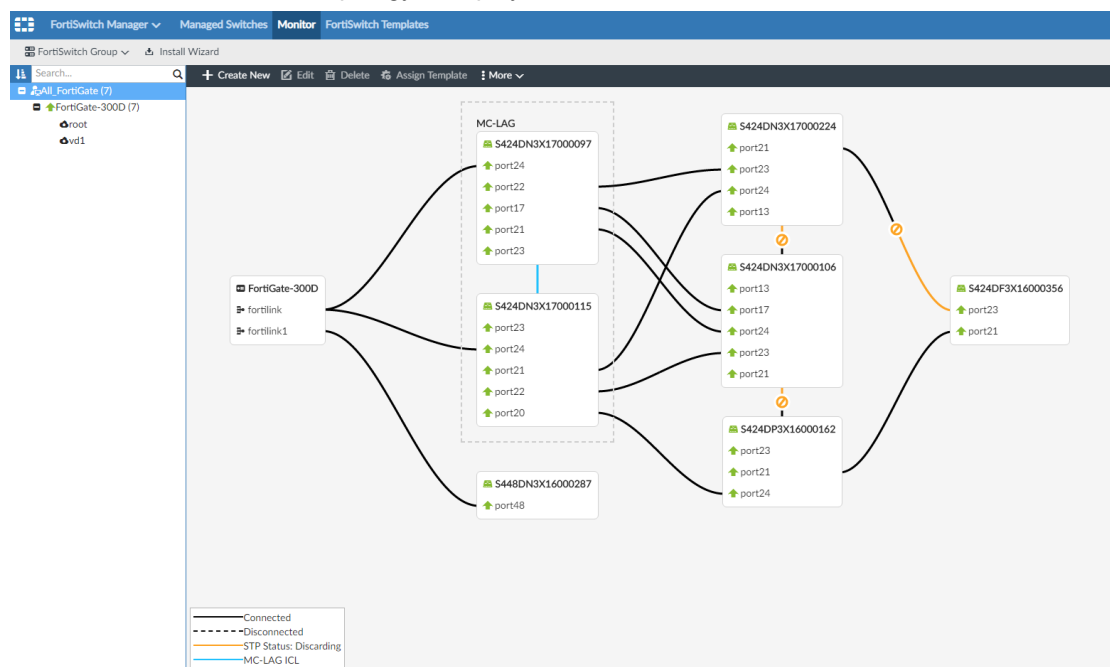 FortiSwitch Manager Managed Switches Monitor FortiSwitch Templates
FortiSwitch Group Install Wizard
Search... Create New Edit Delete Assign Template More
All_FortiGate (7)
FortiGate-300D (7)
root
vd1
FortiGate-300D
fortilink
fortilink1
MC-LAG
S424DN3X17000097
port24
port22
port17
port21
port23
S424DN3X17000115
port23
port24
port21
port22
port20
S448DN3X16000287
port48
S424DN3X17000224
port21
port23
port24
port13
S424DN3X17000106
port13
port17
port24
port23
port21
S424DP3X16000162
port23
port21
port24
S424DF3X16000356
port23
port21
Connected
Disconnected
STP Status: Discarding
MC-LAG ICL